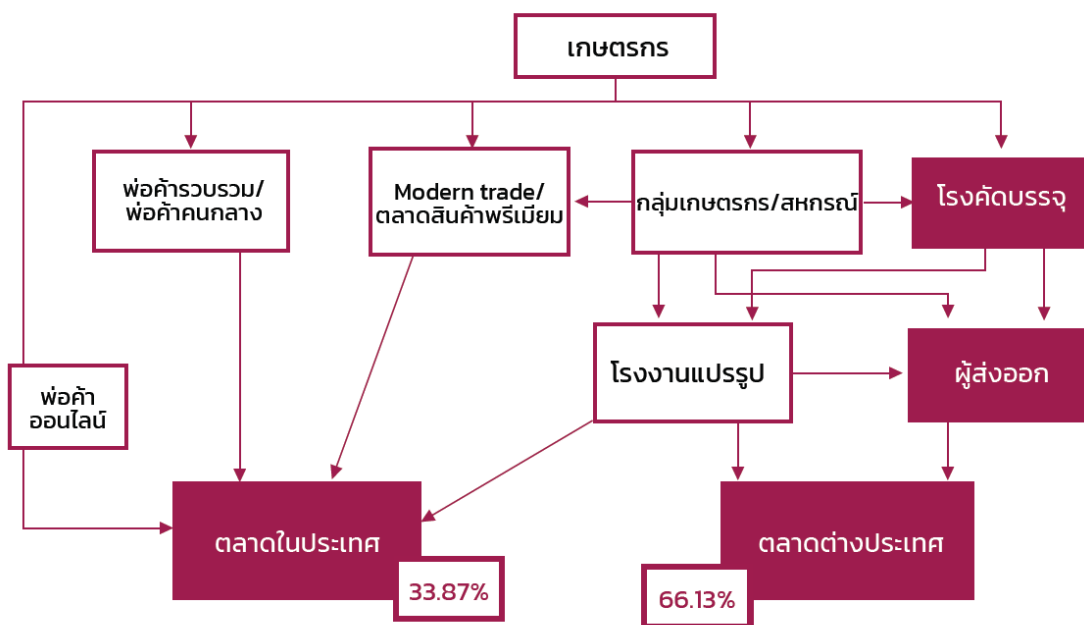 เกษตรกร
พ่อค้ารวบรวม/
พ่อค้าคนกลาง
Modern trade/
ตลาดสินค้าพรีเมียม
กลุ่มเกษตรกร/สหกรณ์
โรงคัดบรรจุ
พ่อค้า
ออนไลน์
โรงงานแปรรูป
ผู้ส่งออก
ตลาดในประเทศ
33.87%
ตลาดต่างประเทศ
66.13%